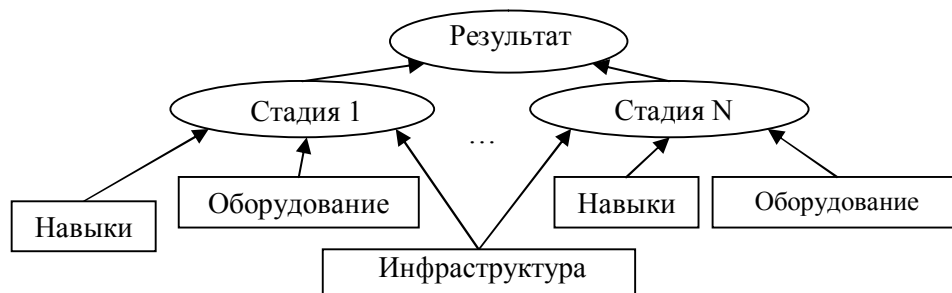 Результат
Стадия 1
Стадия N
...
Навыки
Оборудование
Навыки
Оборудование
Инфраструктура